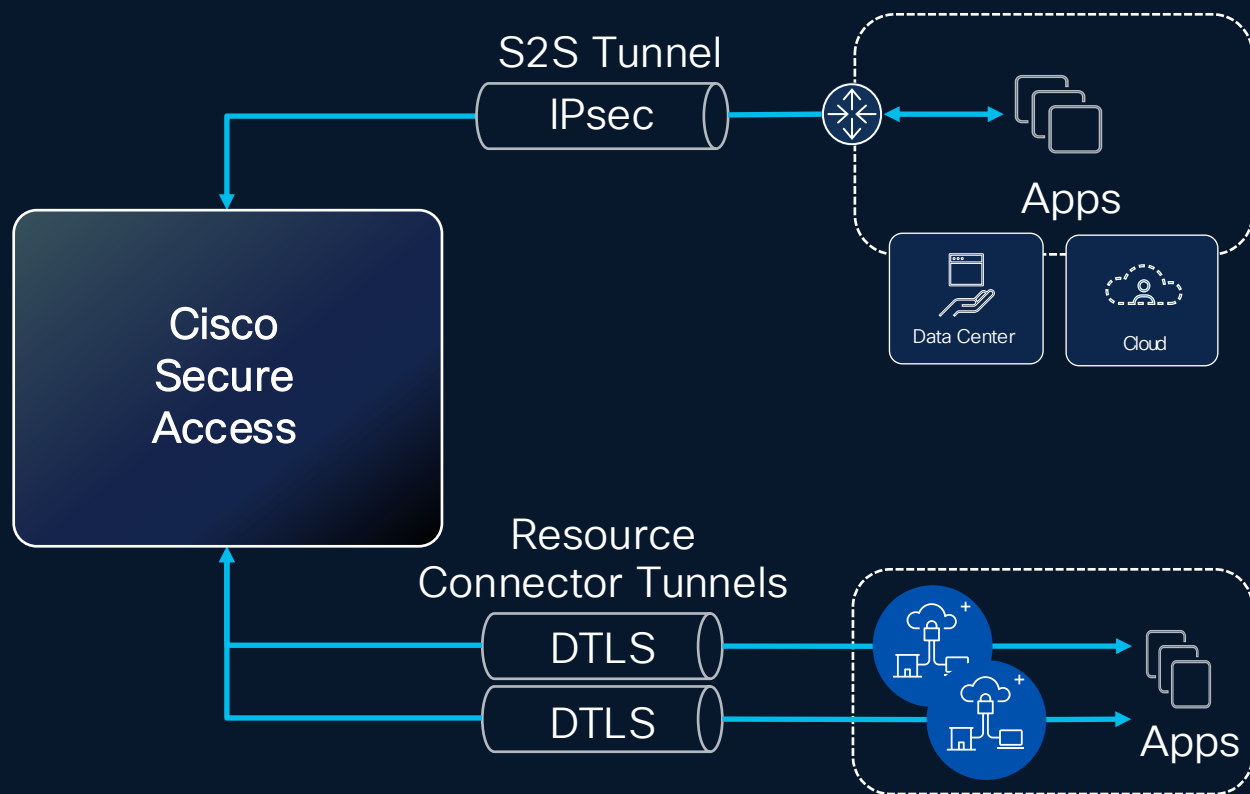 S2S Tunnel
IPsec
Apps
Data Center
Cloud
Cisco
Secure
Access
Resource
Connector Tunnels
DTLS
DTLS
Apps